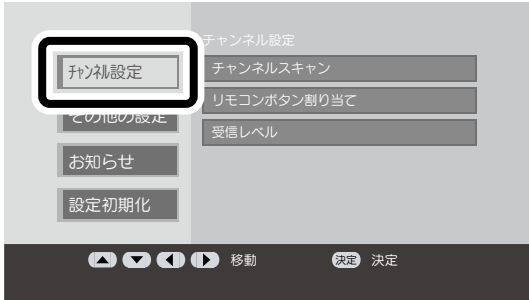 チャンネル設定
ﾁｬﾝﾈﾙ設定
チャンネルスキャン
リモコンボタン割り当て
その他の設定
受信レベル
お知らせ
設定初期化
移動 決定 決定